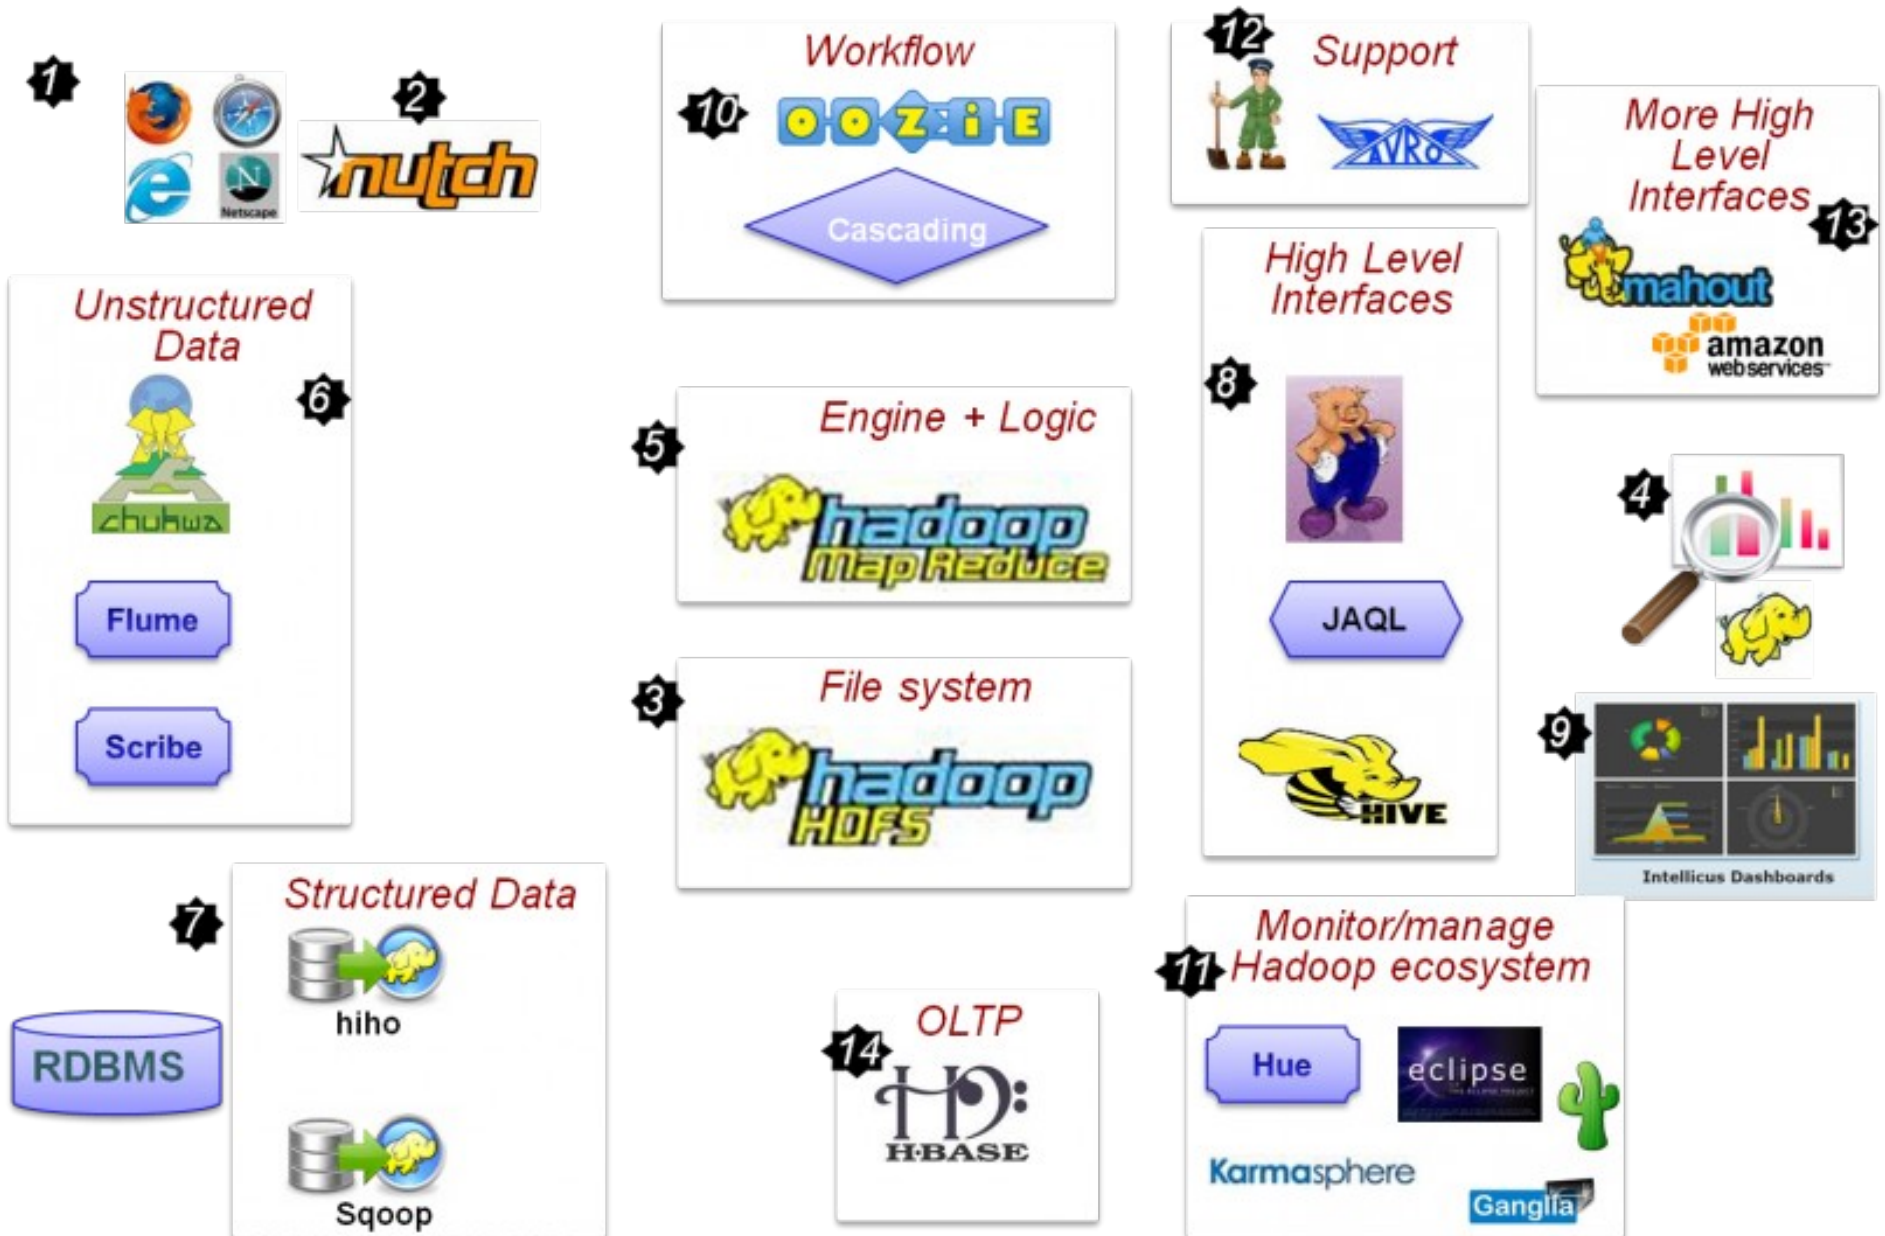 1
2
nutch
N
Netscape
Workflow
10
OOZiE
Cascading
12
Support
AVRO
More High
Level
Interfaces
13
mahout
amazon
webservices™
Unstructured
Data
6
chukwa
Flume
Scribe
5
Engine + Logic
hadoop
Map Reduce
3
File system
hadoop
HDFS
High Level
Interfaces
8
JAQL
HIVE
4
9
Intellicus Dashboards
7
Structured Data
hiho
Sqoop
RDBMS
14
OLTP
H·BASE
Monitor/manage
11
Hadoop ecosystem
Hue
eclipse
Karmasphere
Ganglia